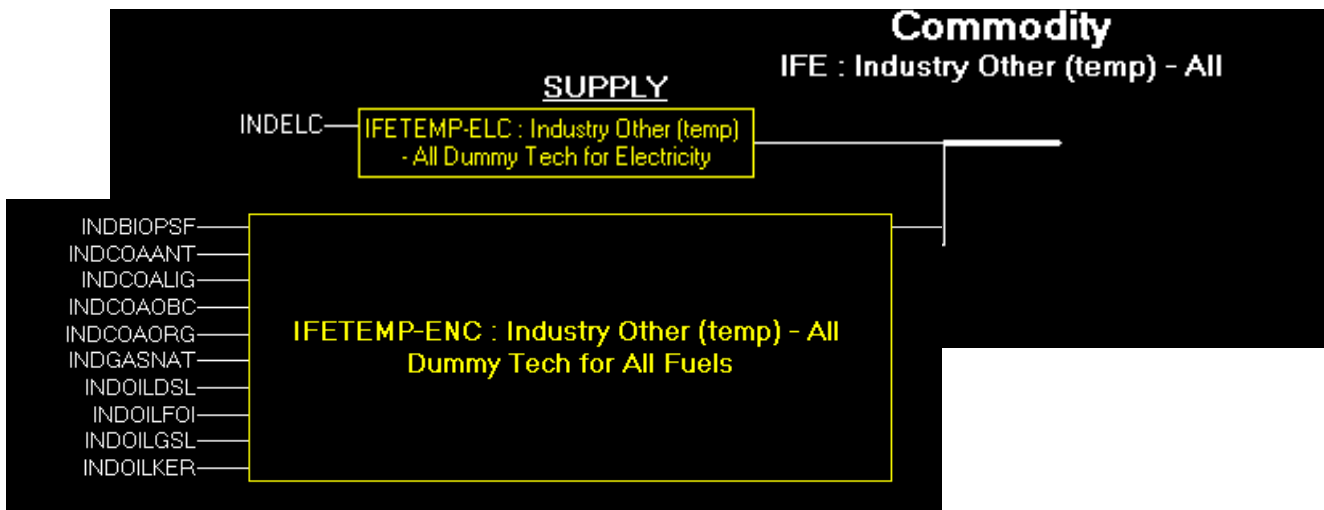 Commodity
IFE : Industry Other (temp) - All
SUPPLY
INDELC
IFETEMP-ELC : Industry Other (temp)
- All Dummy Tech for Electricity
INDBIOPSF
INDCOAANT
INDCOALIG
INDCOAOBC
INDCOAORG
INDGASNAT
INDOILDSL
INDOILFOI
INDOILGSL
INDOILKER
IFETEMP-ENC : Industry Other (temp) - All
Dummy Tech for All Fuels